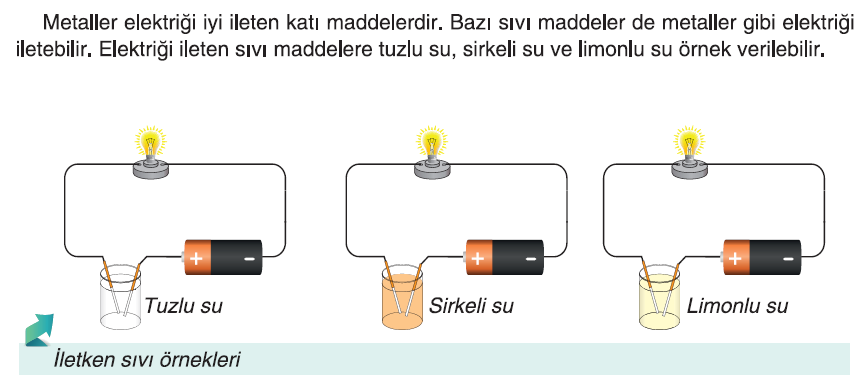 Metaller elektriği iyi ileten katı maddelerdir. Bazı sıvı maddeler de metaller gibi elektriği
iletebilir. Elektriği ileten sıvı maddelere tuzlu su, sirkeli su ve limonlu su örnek verilebilir.
+ -
+ -
+ -
Tuzlu su
Sirkeli su
Limonlu su
İletken sıvı örnekleri